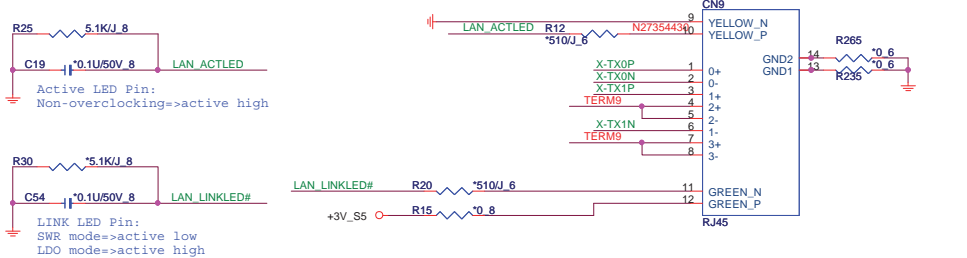 CN9
R25 5.1K/J_8
C19 *0.1U/50V_8 LAN_ACTLED
Active LED Pin:
Non-overclocking=>active high
R30 *5.1K/J_8
C54 *0.1U/50V_8 LAN_LINKLED#
LINK LED Pin:
SWR mode=>active low
LDO mode=>active high
9 YELLOW_N
LAN_ACTLED R12 N27354430 10 YELLOW_P
*510/J_6
X-TX0P 1 0+
X-TX0N 2 0-
X-TX1P 3 1+
TERM9 4 2+
5 2-
X-TX1N 6 1-
TERM9 7 3+
8 3-
LAN_LINKLED# R20 *510/J_6 11 GREEN_N
+3V_S5 R15 *0_8 12 GREEN_P
RJ45
R265
GND2 14 *0_6
GND1 13 *0_6
R235